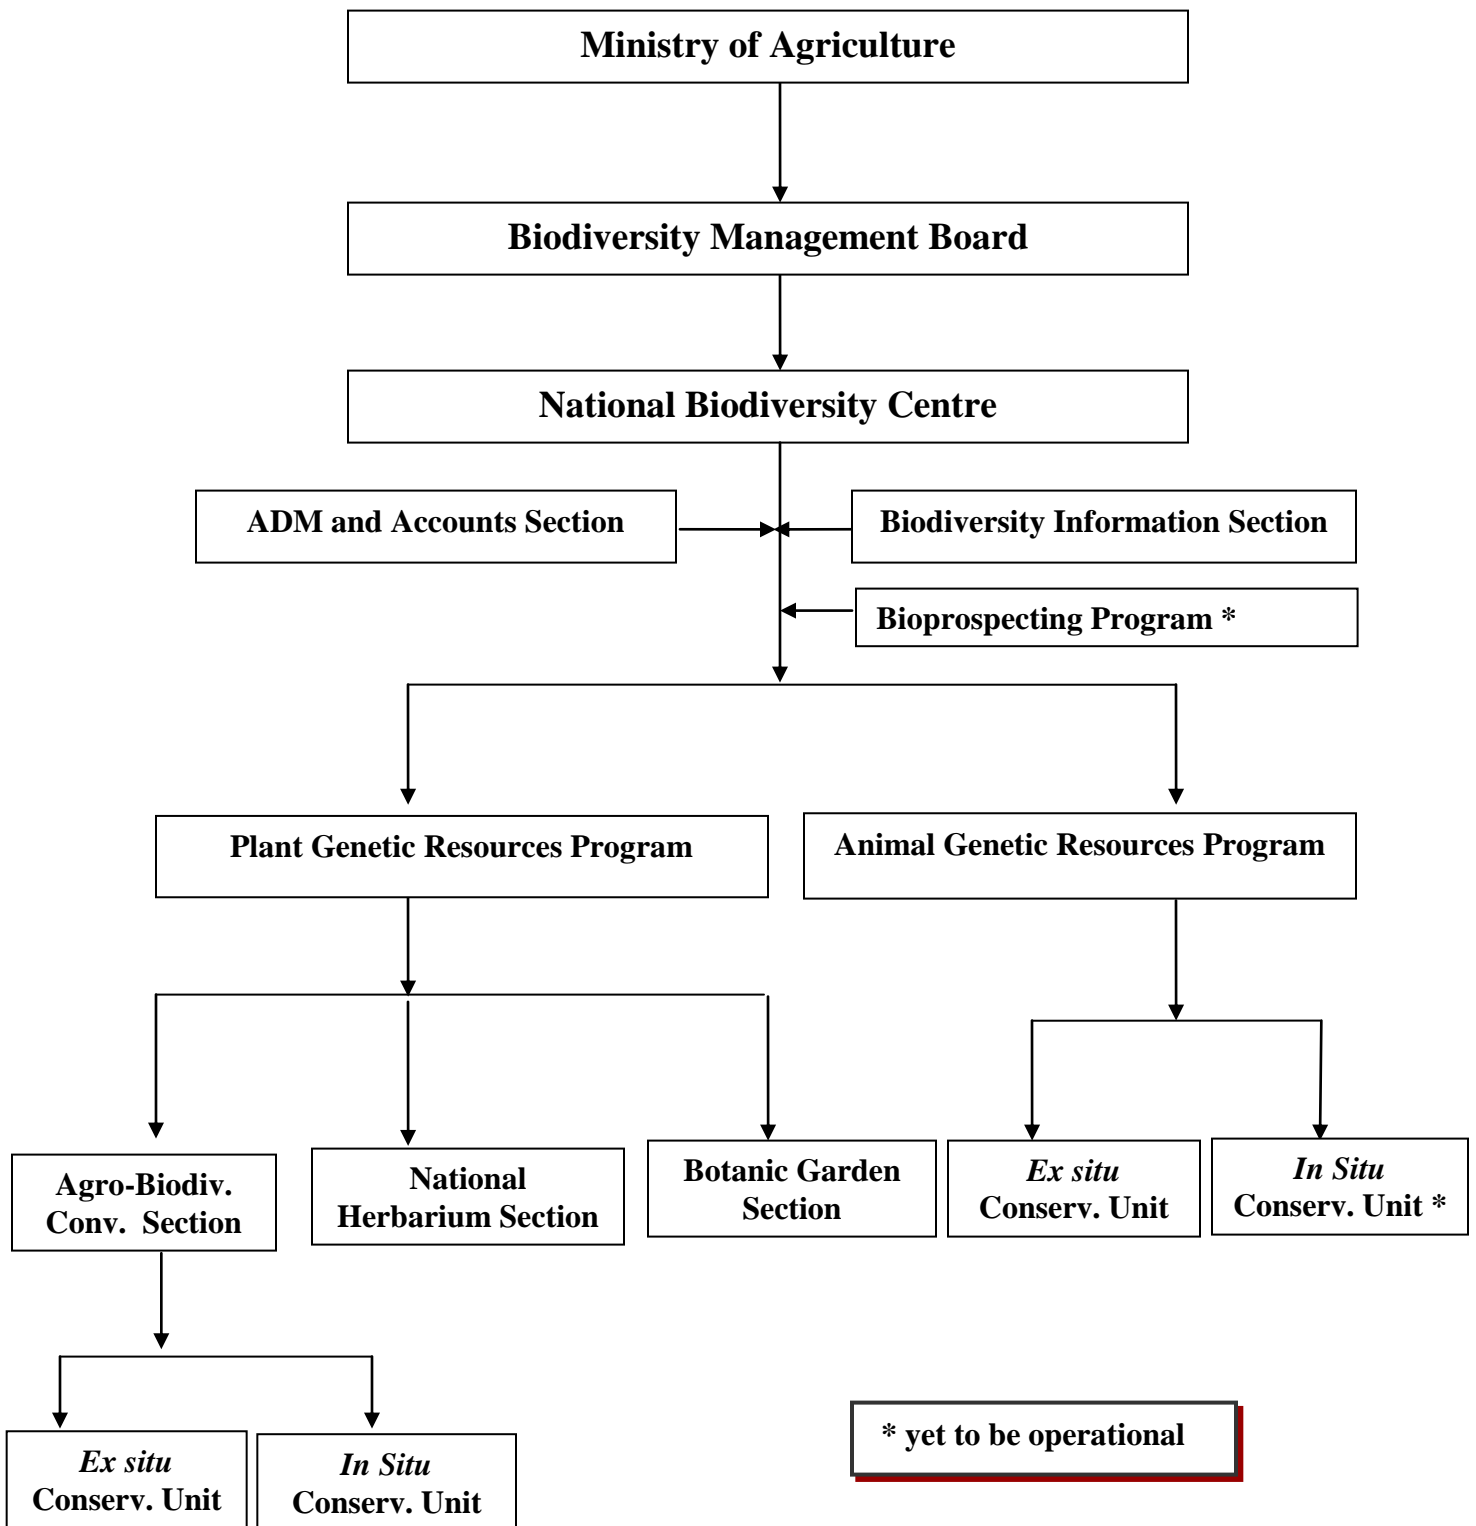 Ministry of Agriculture
Biodiversity Management Board
National Biodiversity Centre
ADM and Accounts Section
Biodiversity Information Section
Bioprospecting Program *
Plant Genetic Resources Program
Animal Genetic Resources Program
Agro-Biodiv.
Conv. Section
National
Herbarium Section
Botanic Garden
Section
Ex situ
Conserv. Unit
In Situ
Conserv. Unit *
Ex situ
Conserv. Unit
In Situ
Conserv. Unit
* yet to be operational